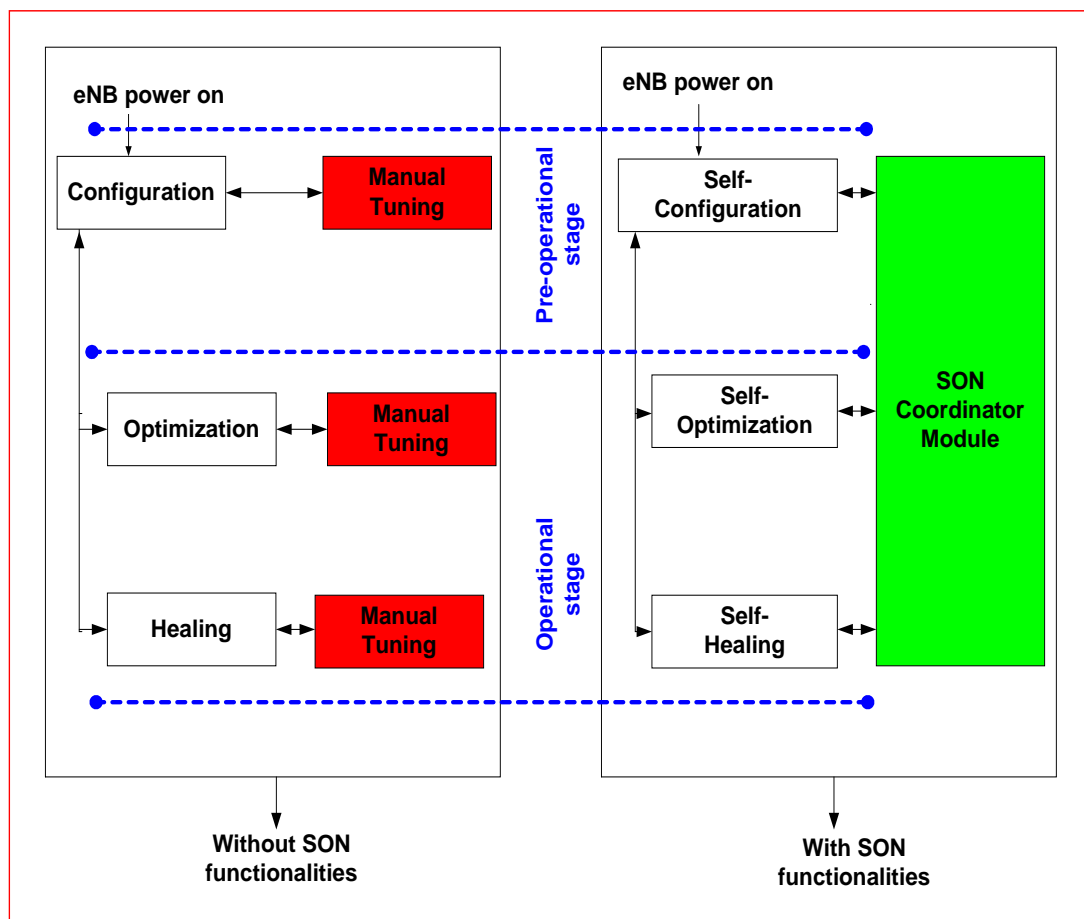 eNB power on
Configuration
Manual
Tuning
Optimization
Manual
Tuning
Healing
Manual
Tuning
Without SON
functionalities
Pre-operational
stage
Operational
stage
eNB power on
Self-
Configuration
Self-
Optimization
Self-
Healing
SON
Coordinator
Module
With SON
functionalities